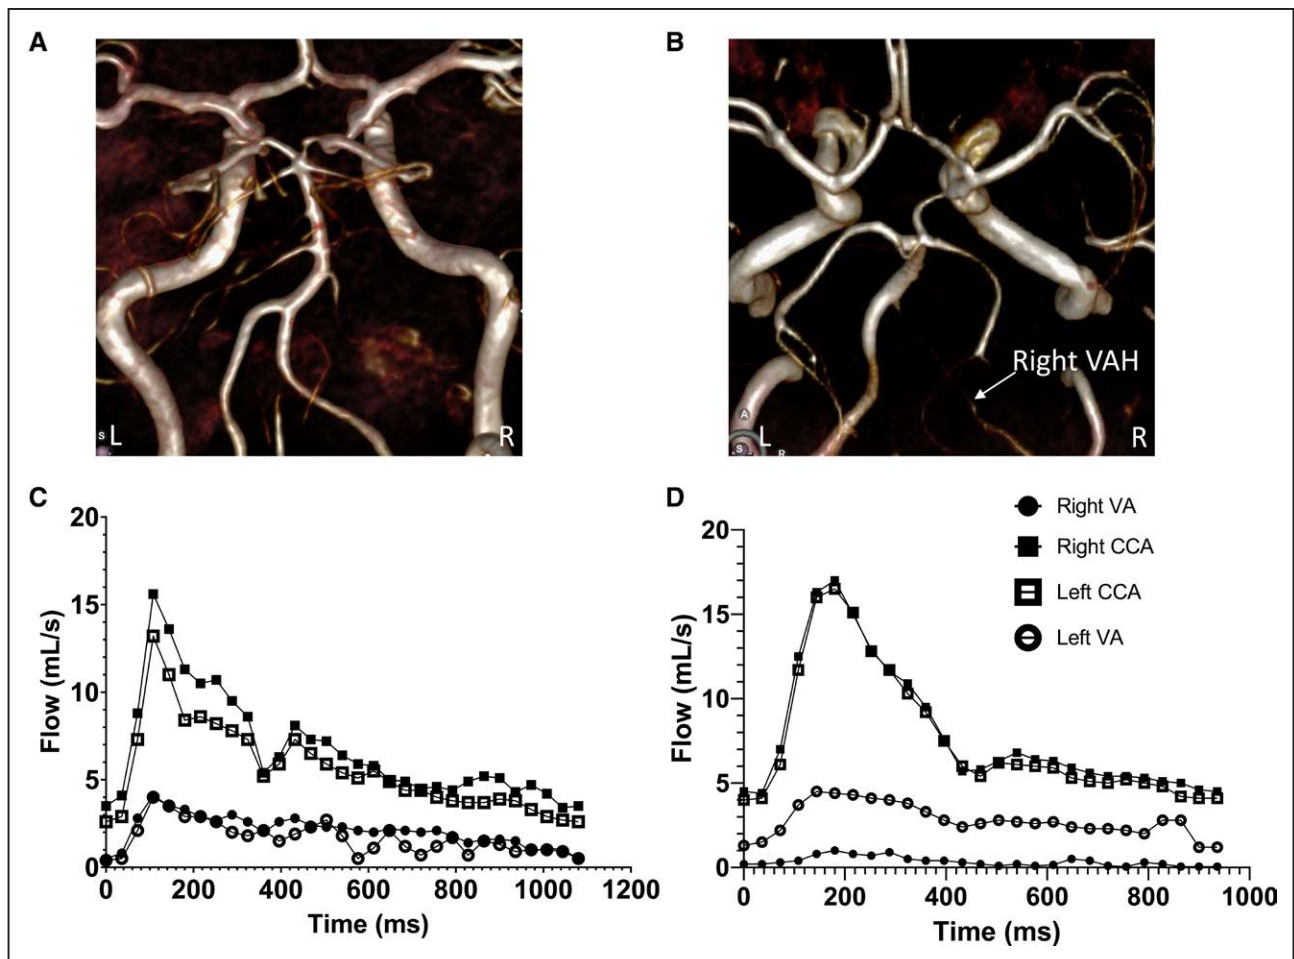 A
B
Right VAH
S
L
R
A
L
S
R
R
C
D
Right VA
Right CCA
Left CCA
Left VA
20
15
10
5
0
Flow (mL/s)
0 200 400 600 800 1000 1200
Time (ms)
20
15
10
5
0
Flow (mL/s)
0 200 400 600 800 1000
Time (ms)